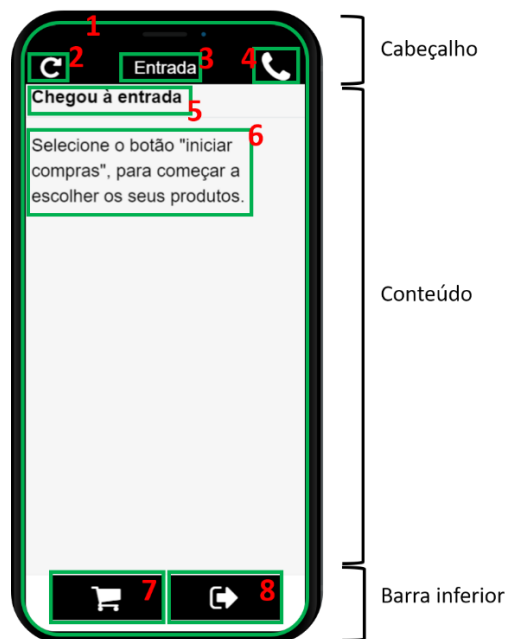 1
2
Entrada 3
4
Cabeçalho
Chegou à entrada
5
6
Selecione o botão "iniciar
compras", para começar a
escolher os seus produtos.
Conteúdo
7
8
Barra inferior